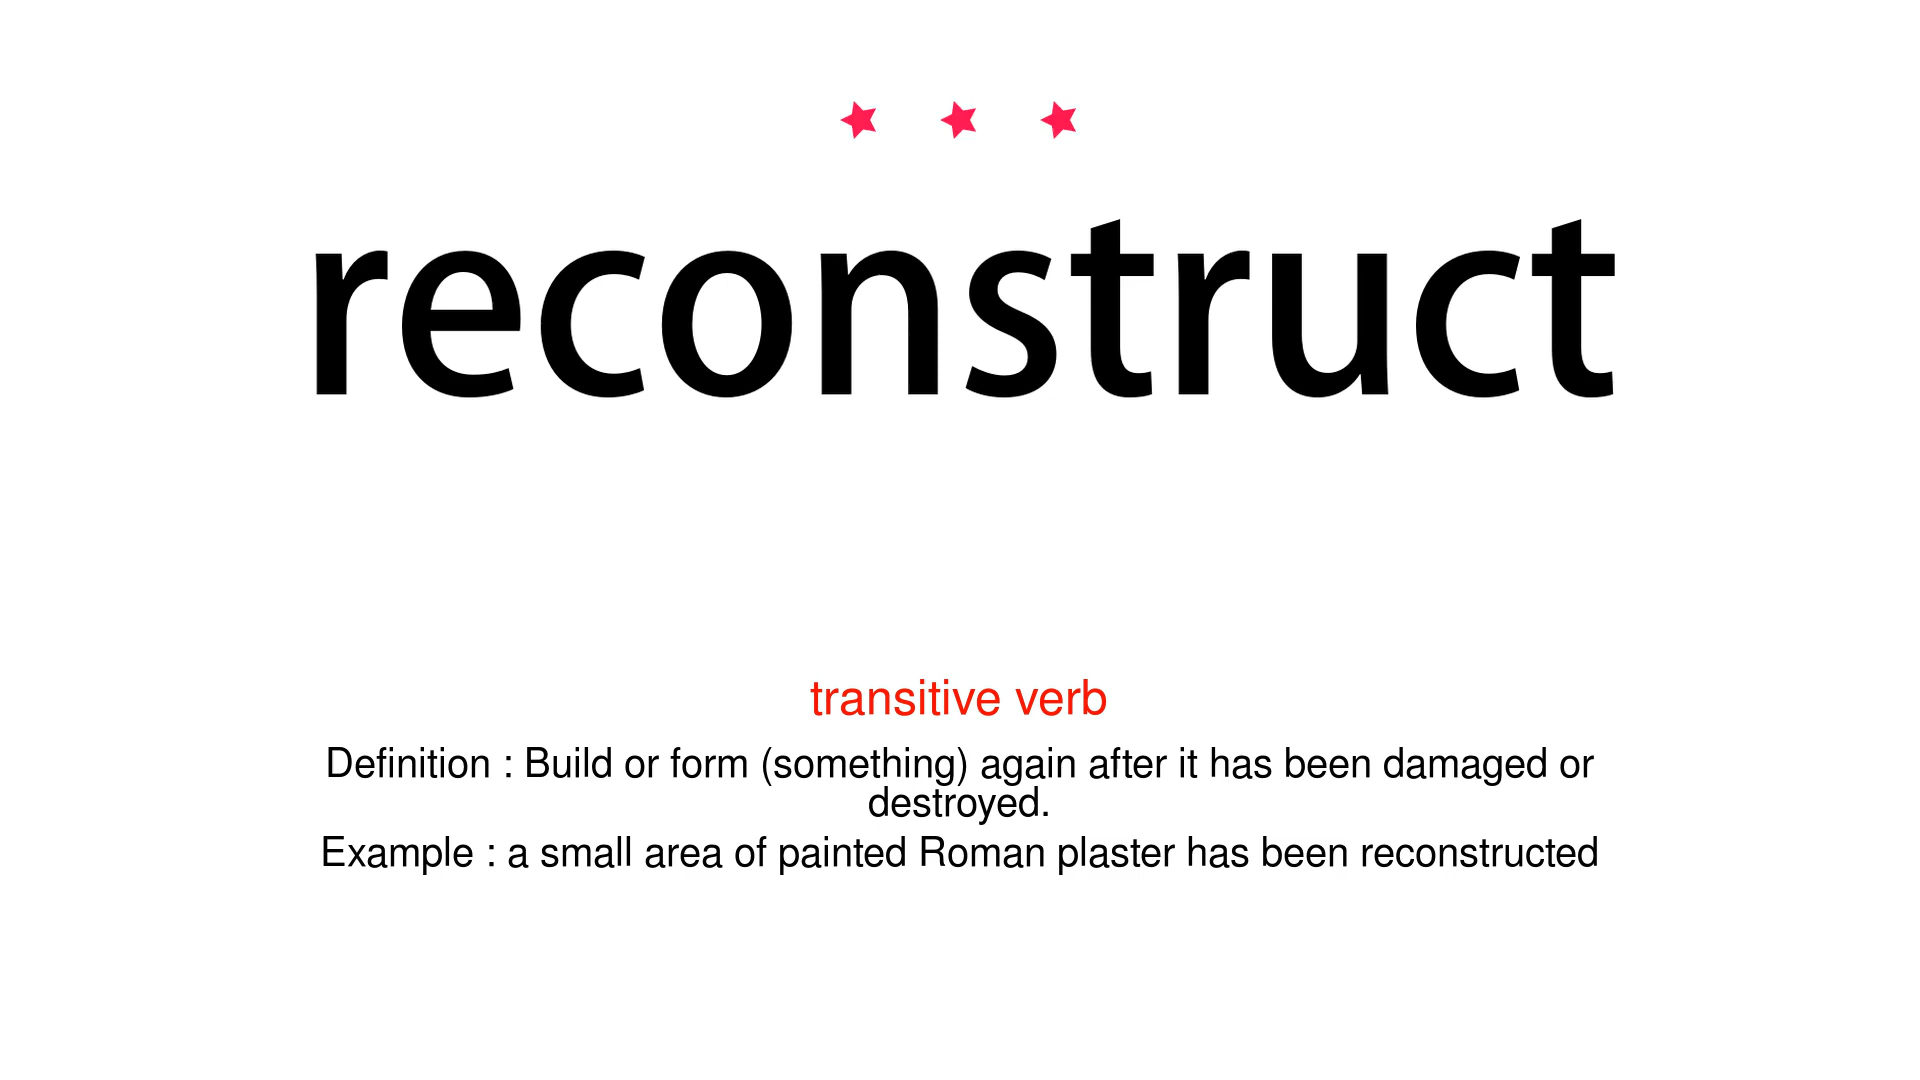 reconstruct
transitive verb
Definition : Build or form (something) again after it has been damaged or
destroyed.
Example : a small area of painted Roman plaster has been reconstructed